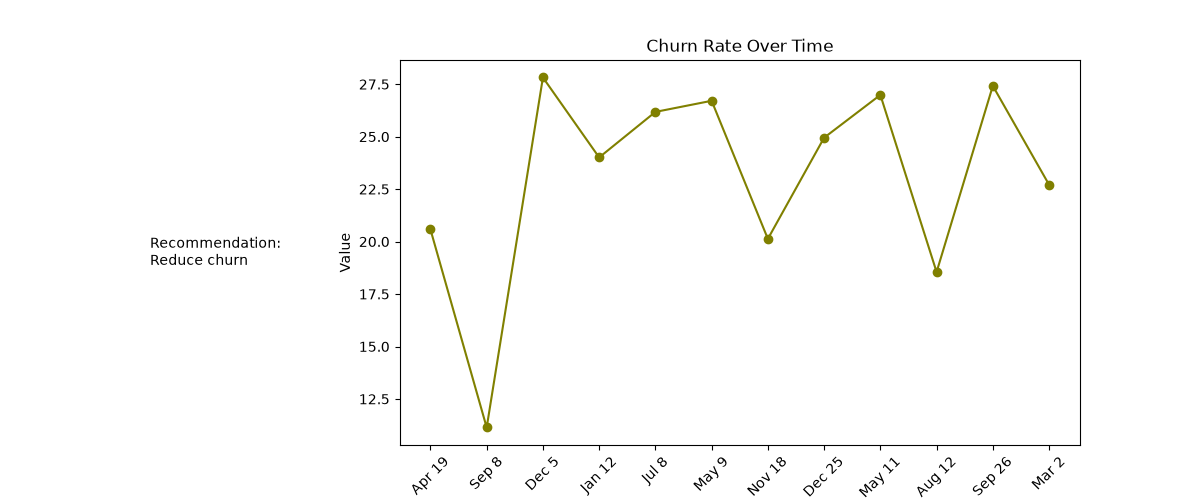 Churn Rate Over Time
Recommendation:
Reduce churn
Value
27.5
25.0
22.5
20.0
17.5
15.0
12.5
Apr 19
Sep 8
Dec 5
Jan 12
Jul 8
May 9
Nov 18
Dec 25
May 11
Aug 12
Sep 26
Mar 2